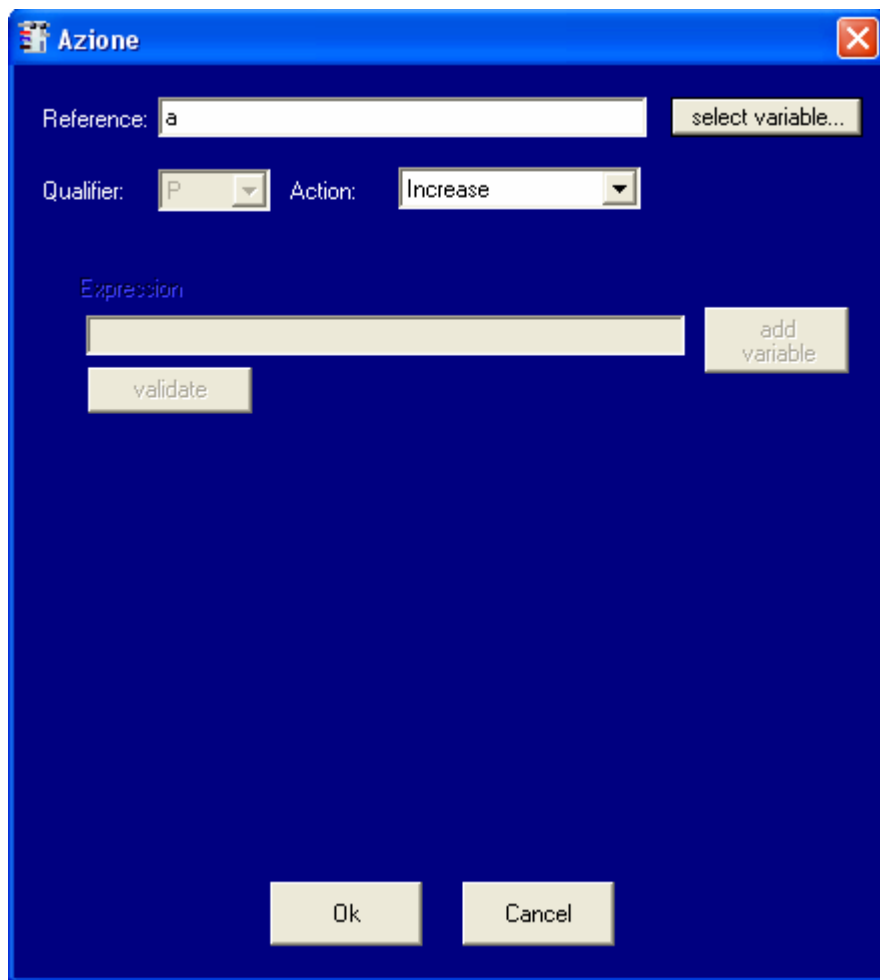 Azione
Reference: a select variable...
Qualifier: P Action: Increase
Expression
add
variable
validate
Ok Cancel